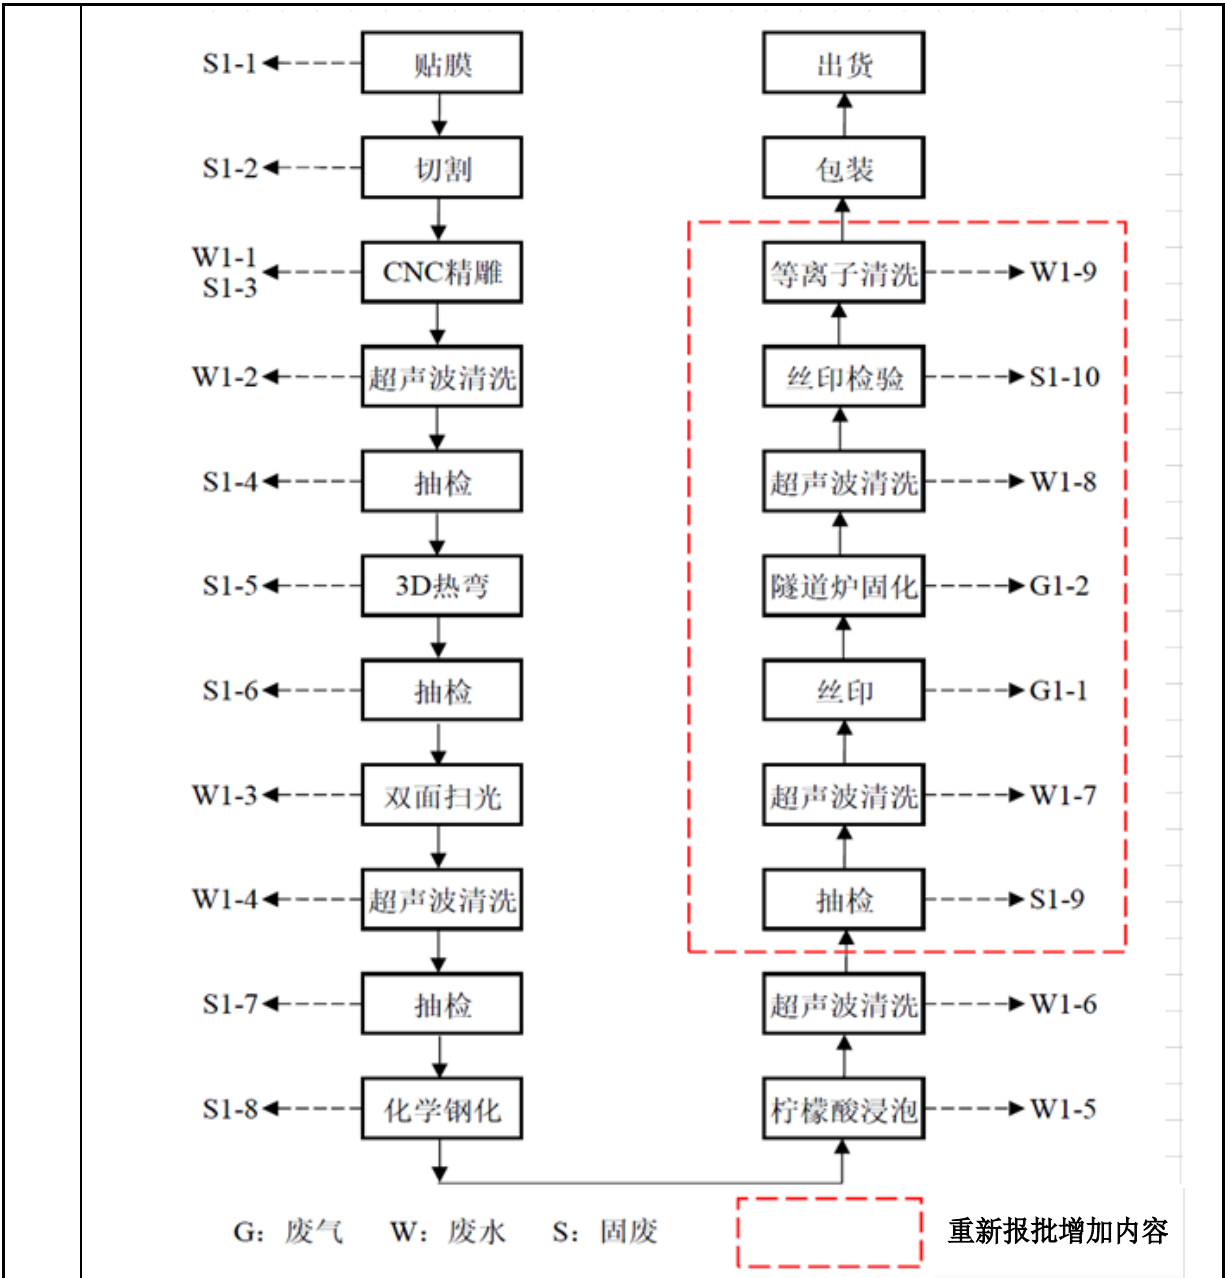 S1-1
贴膜
S1-2
切割
W1-1
S1-3
CNC精雕
W1-2
超声波清洗
S1-4
抽检
S1-5
3D热弯
S1-6
抽检
W1-3
双面扫光
W1-4
超声波清洗
S1-7
抽检
S1-8
化学钢化
出货
包装
等离子清洗
W1-9
丝印检验
S1-10
超声波清洗
W1-8
隧道炉固化
G1-2
丝印
G1-1
超声波清洗
W1-7
抽检
S1-9
超声波清洗
W1-6
柠檬酸浸泡
W1-5
G：废气 W：废水 S：固废
重新报批增加内容